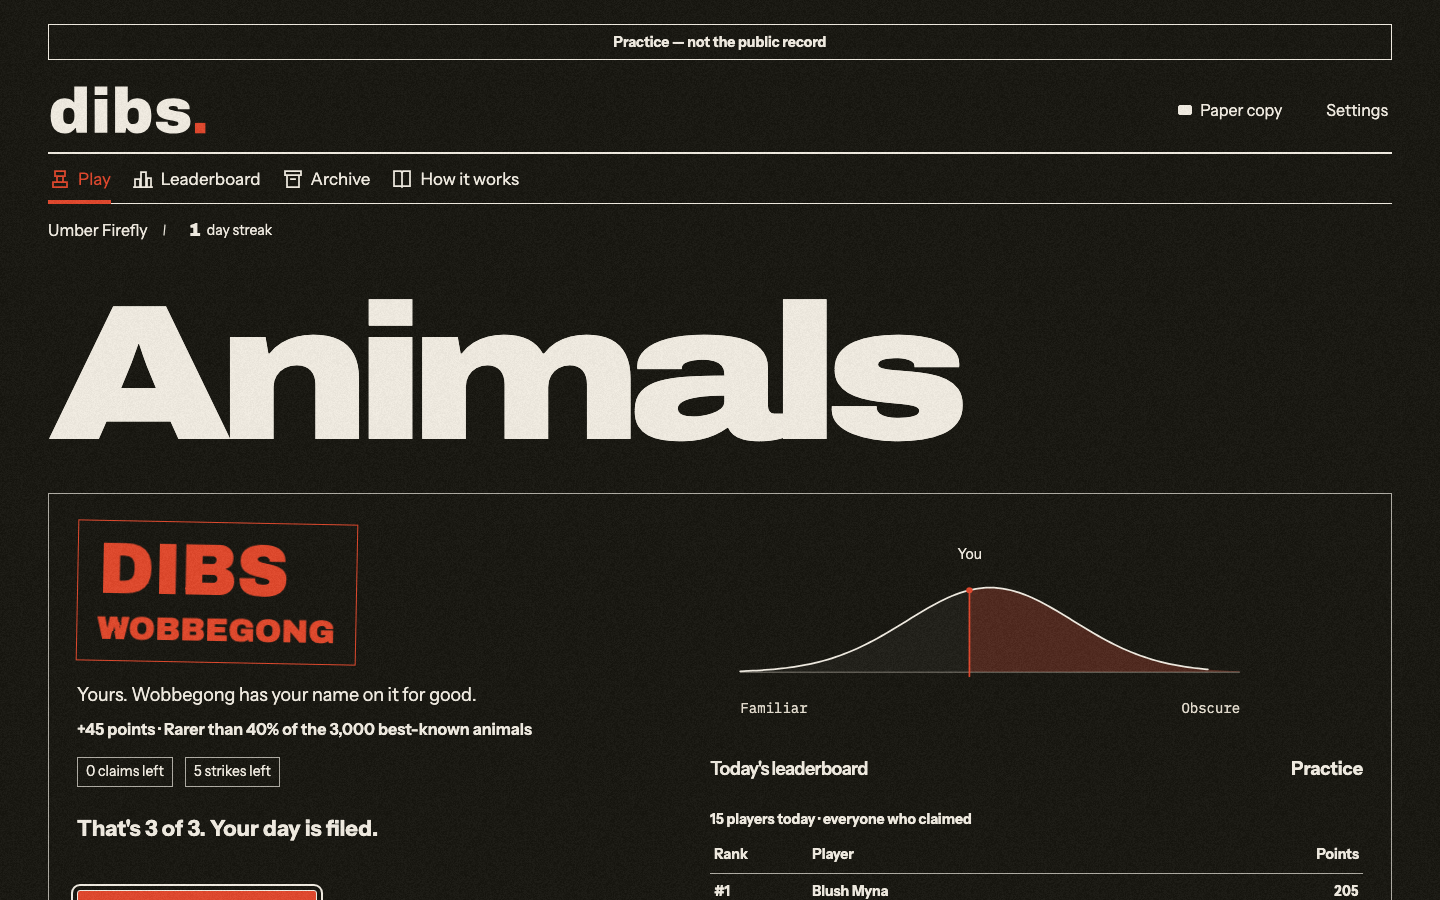 Practice — not the public record
dibs.
Paper copy
Settings
Play
Leaderboard
Archive
How it works
Umber Firefly / 1 day streak
Animals
DIBS
WOBBEGONG
Yours. Wobbegong has your name on it for good.
+45 points · Rarer than 40% of the 3,000 best-known animals
0 claims left
5 strikes left
That's 3 of 3. Your day is filed.
You
Familiar
Obscure
Today's leaderboard
Practice
15 players today · everyone who claimed
Rank Player Points
#1 Blush Myna 205